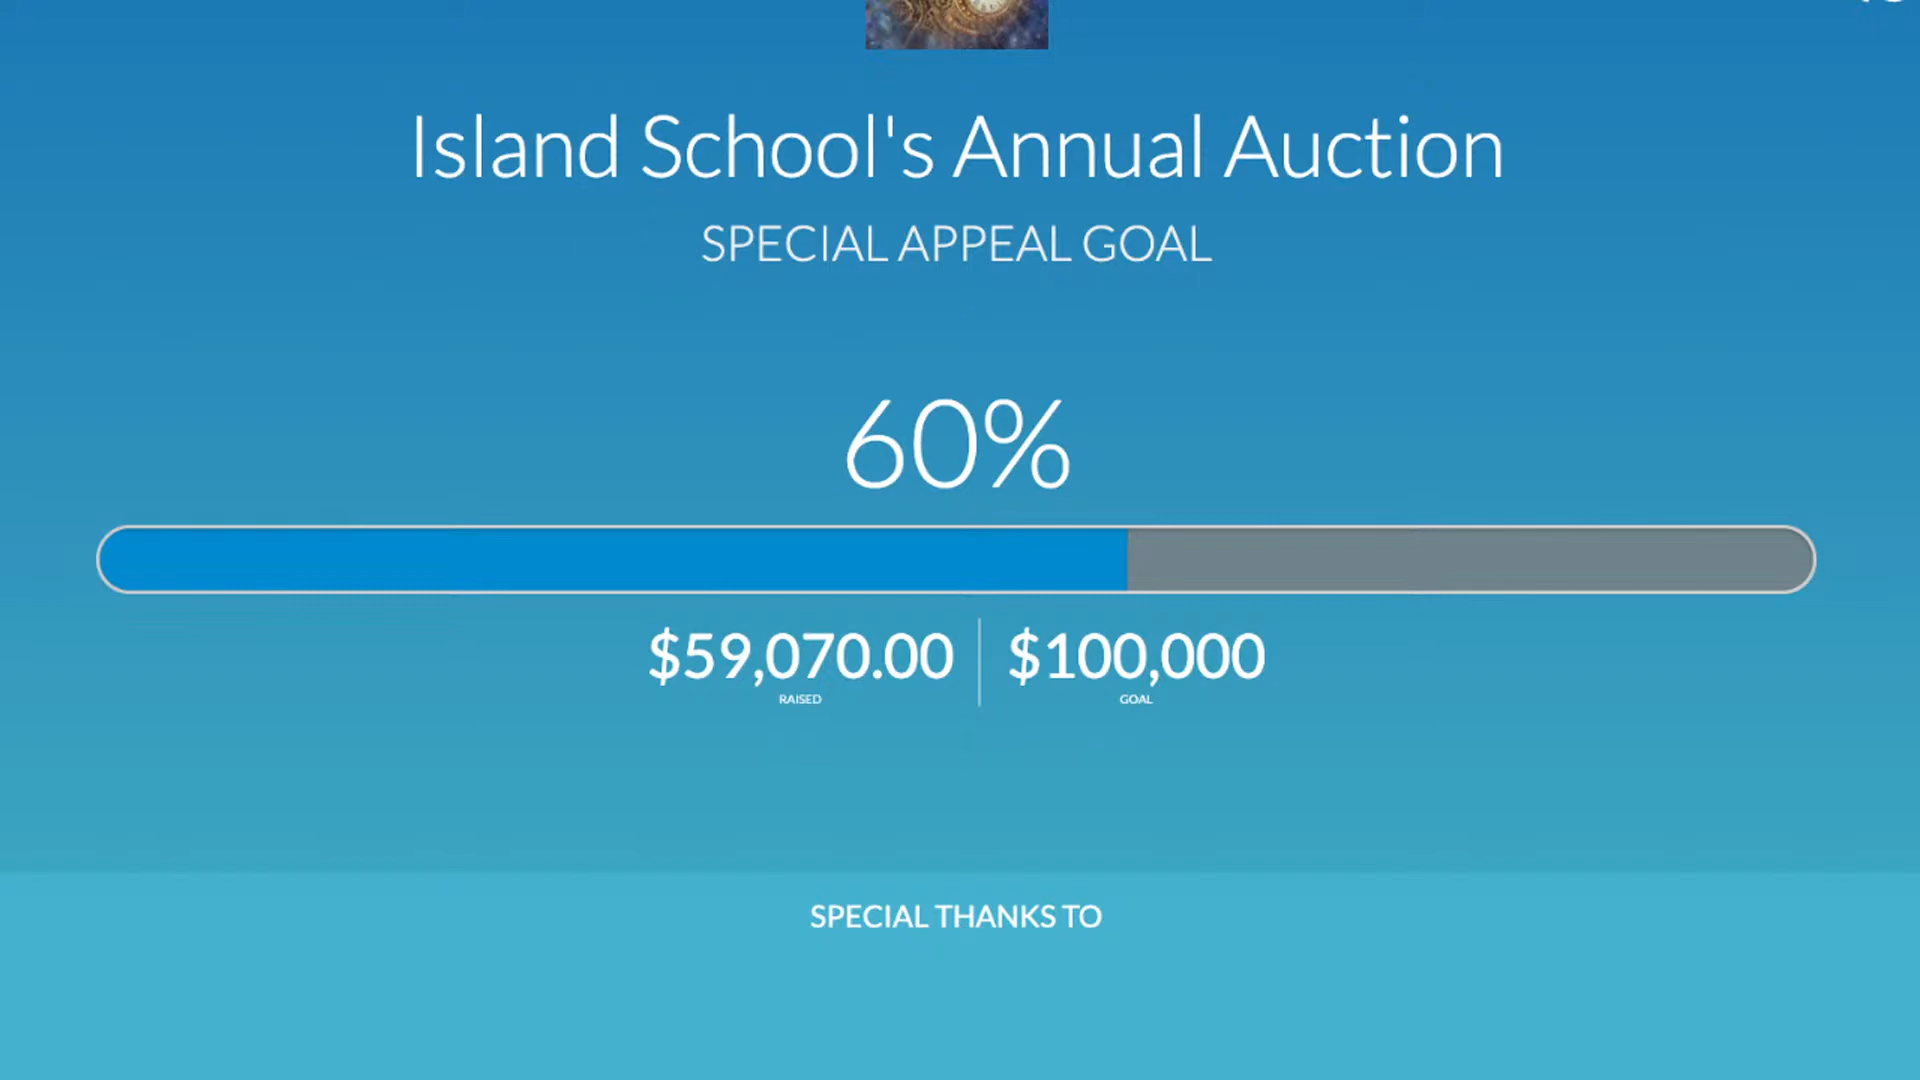 Island School's Annual Auction
SPECIAL APPEAL GOAL
60%
$59,070.00
RAISED
$100,000
GOAL
SPECIAL THANKS TO